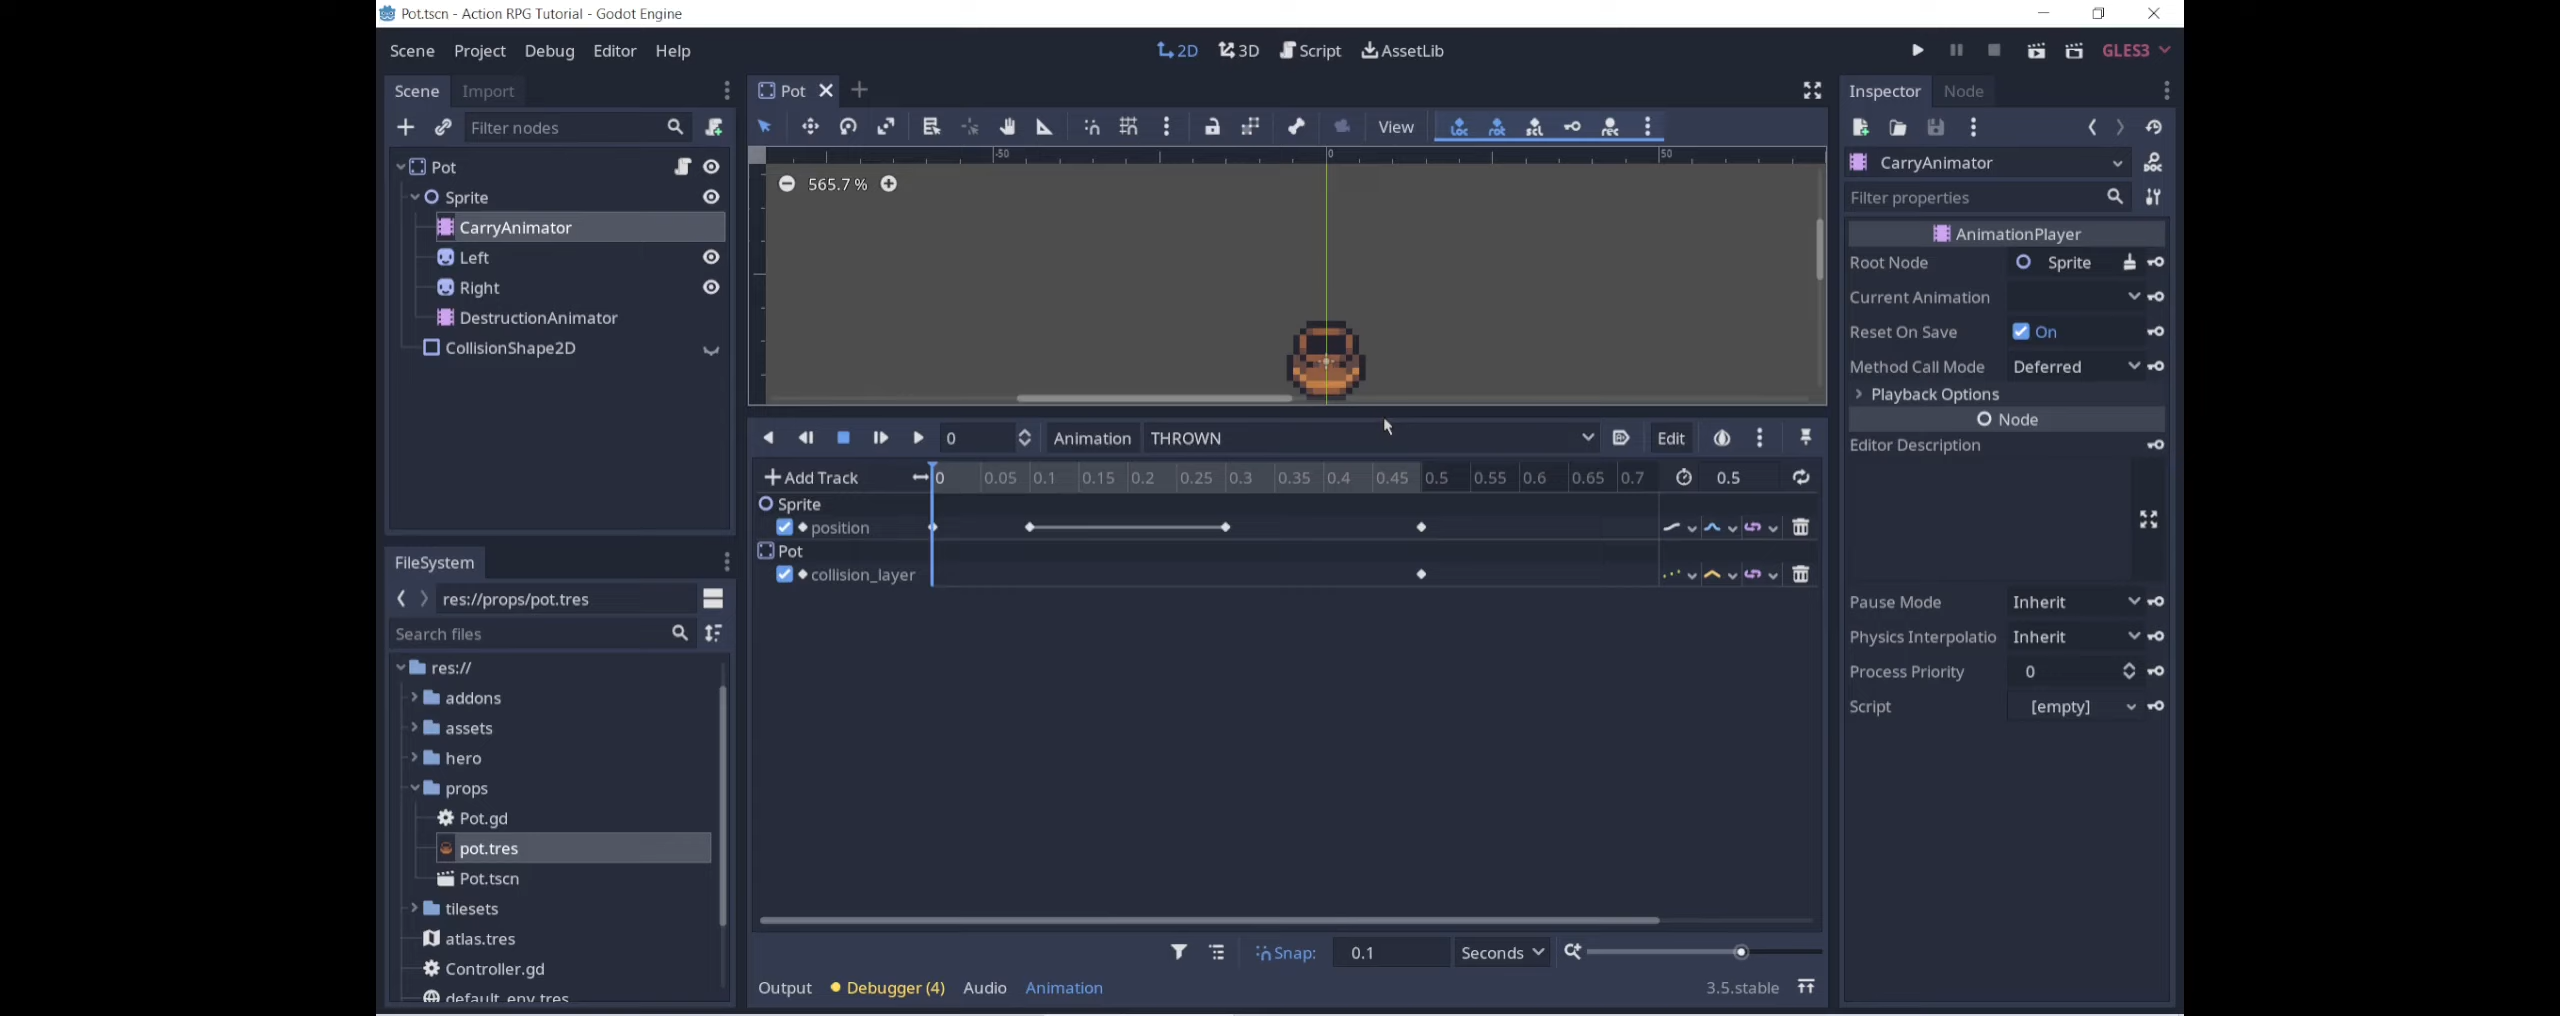 Pot.tscn - Action RPG Tutorial - Godot Engine
Scene Project Debug Editor Help
2D 3D Script AssetLib
GLES3
Scene Import
Filter nodes
Pot
Sprite
CarryAnimator
Left
Right
DestructionAnimator
CollisionShape2D
FileSystem
res://props/pot.tres
Search files
res://
addons
assets
hero
props
Pot.gd
pot.tres
Pot.tscn
tilesets
atlas.tres
Controller.gd
default_env.tres
Pot
View
loc rot scl rec
-50 0 50
565.7 %
0 Animation THROWN Edit
Add Track 0 0.05 0.1 0.15 0.2 0.25 0.3 0.35 0.4 0.45 0.5 0.55 0.6 0.65 0.7 0.5
Sprite
position
Pot
collision_layer
Snap: 0.1 Seconds
Output Debugger (4) Audio Animation 3.5.stable
Inspector Node
CarryAnimator
DOC
Filter properties
AnimationPlayer
Root Node Sprite
Current Animation
Reset On Save On
Method Call Mode Deferred
Playback Options
Node
Editor Description
Pause Mode Inherit
Physics Interpolatio Inherit
Process Priority 0
Script [empty]